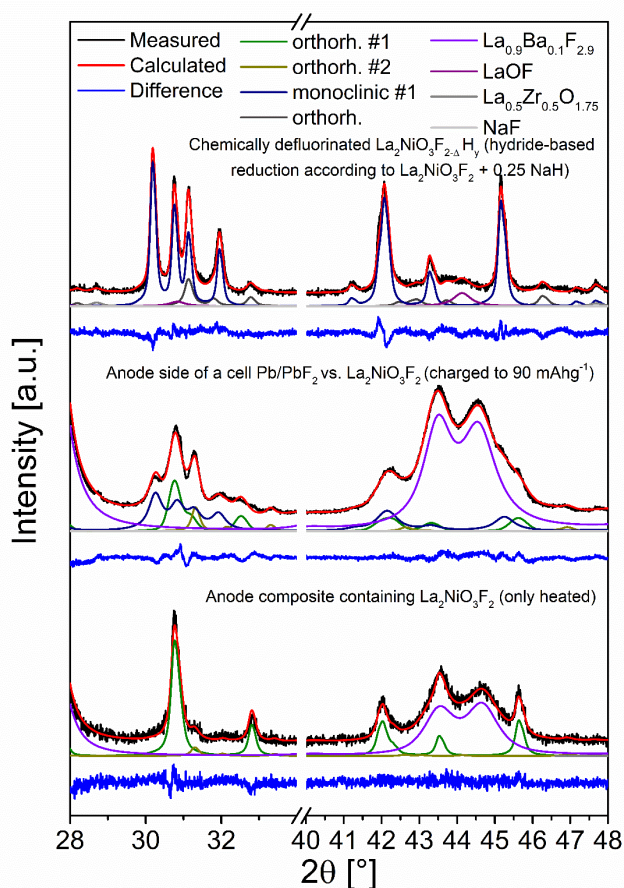 Measured
Calculated
Difference
orthorh. #1
orthorh. #2
monoclinic #1
orthorh.
La0.9Ba0.1F2.9
LaOF
La0.5Zr0.5O1.75
NaF
Chemically defluorinated La2NiO3F2-ΔHy (hydride-based
reduction according to La2NiO3F2 + 0.25 NaH)
Anode side of a cell Pb/PbF2 vs. La2NiO3F2 (charged to 90 mAhg-1)
Anode composite containing La2NiO3F2 (only heated)
Intensity [a.u.]
28 30 32 40 41 42 43 44 45 46 47 48
2θ [°]